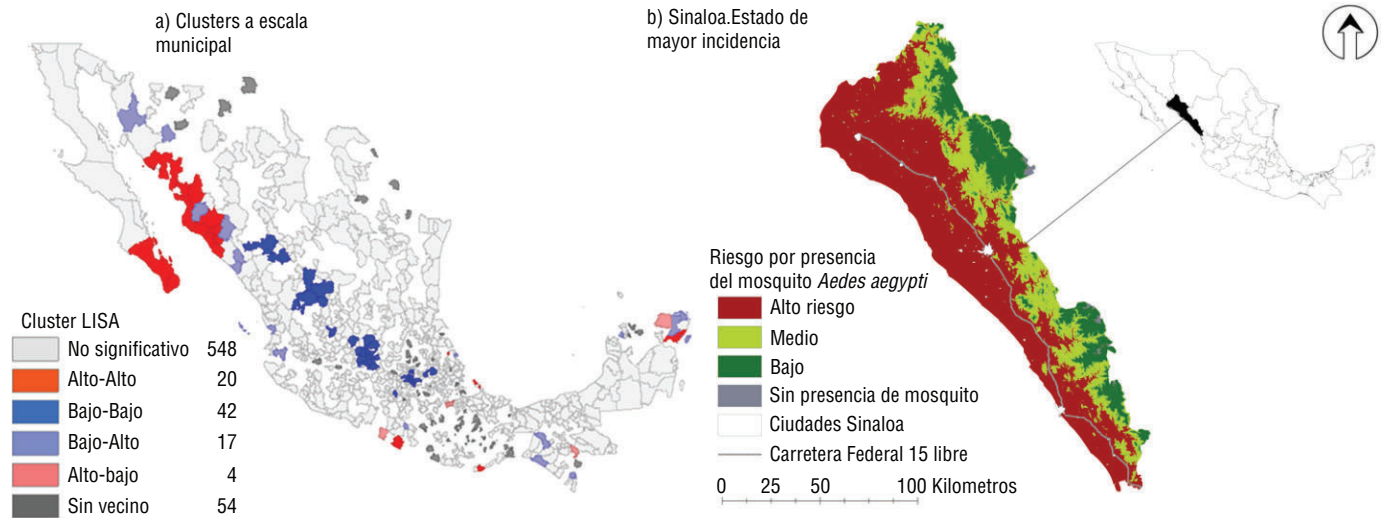 a) Clusters a escala
municipal
Cluster LISA
No significativo 548
Alto-Alto 20
Bajo-Bajo 42
Bajo-Alto 17
Alto-bajo 4
Sin vecino 54
b) Sinaloa.Estado de
mayor incidencia
Riesgo por presencia
del mosquito Aedes aegypti
Alto riesgo
Medio
Bajo
Sin presencia de mosquito
Ciudades Sinaloa
Carretera Federal 15 libre
0 25 50 100 Kilometros